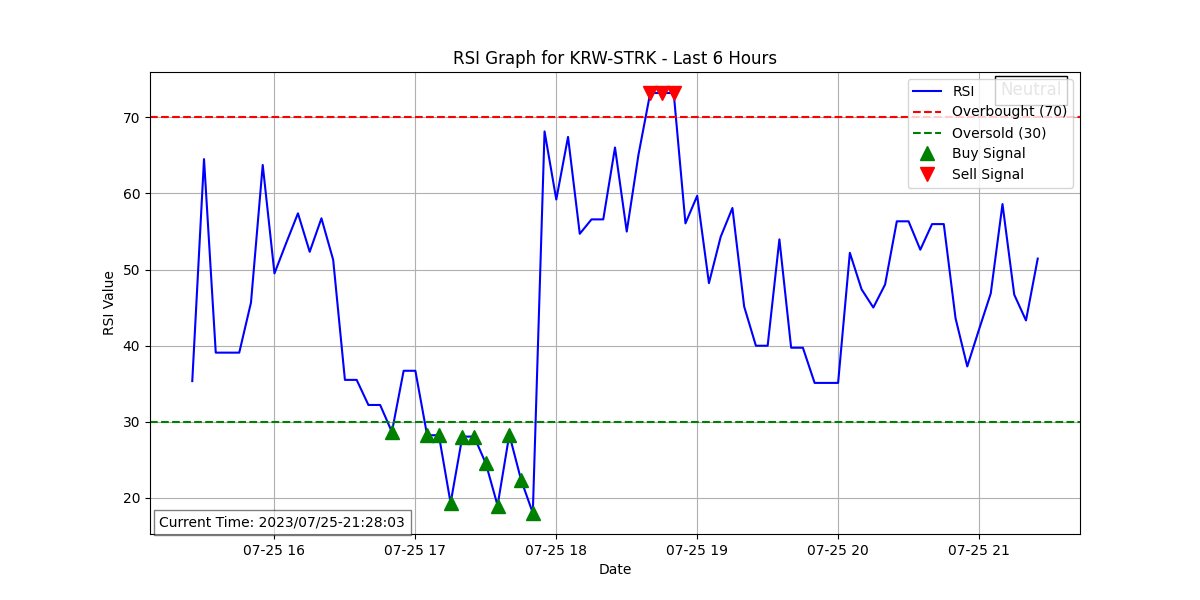 RSI Graph for KRW-STRK - Last 6 Hours
Neutral
RSI
Overbought (70)
Oversold (30)
Buy Signal
Sell Signal
RSI Value
70
60
50
40
30
20
Current Time: 2023/07/25-21:28:03
07-25 16
07-25 17
07-25 18
07-25 19
07-25 20
07-25 21
Date